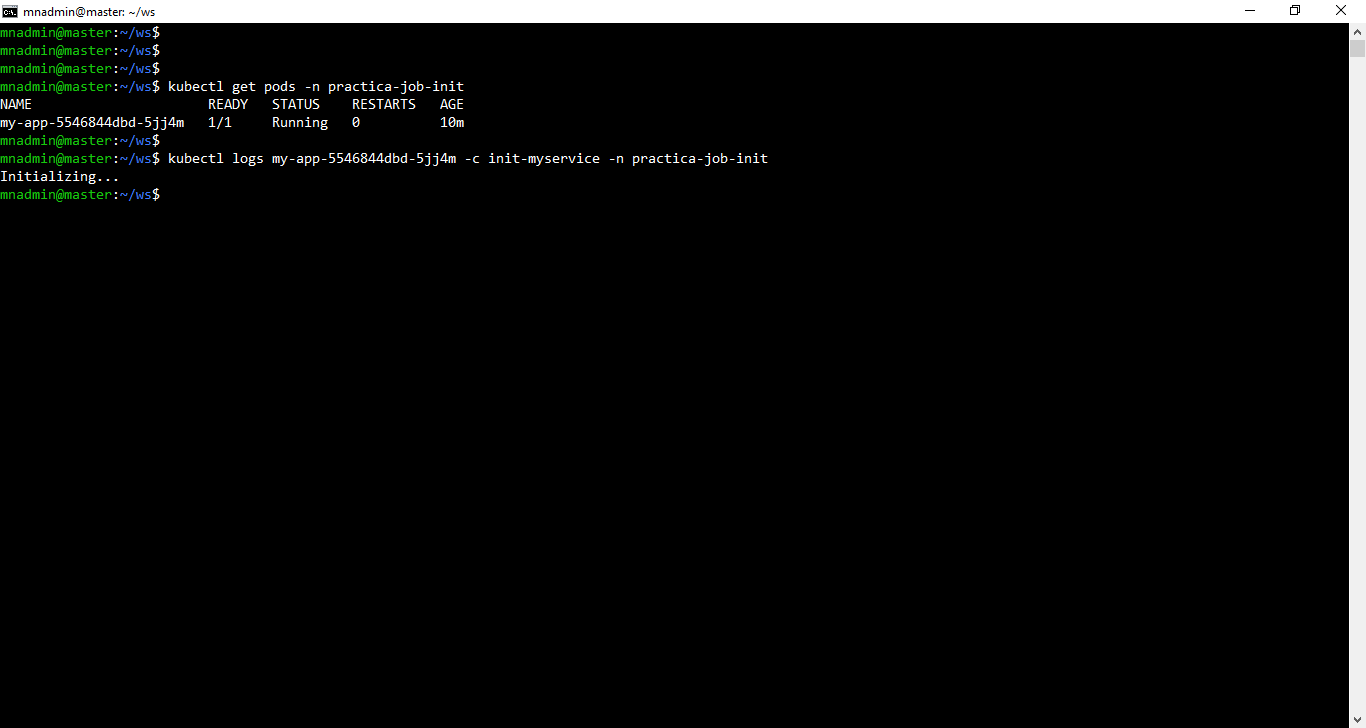 mnadmin@master: ~/ws
mnadmin@master:~/ws$
mnadmin@master:~/ws$
mnadmin@master:~/ws$
mnadmin@master:~/ws$ kubectl get pods -n practica-job-init
NAME                      READY   STATUS    RESTARTS   AGE
my-app-5546844dbd-5jj4m   1/1     Running   0          10m
mnadmin@master:~/ws$
mnadmin@master:~/ws$ kubectl logs my-app-5546844dbd-5jj4m -c init-myservice -n practica-job-init
Initializing...
mnadmin@master:~/ws$